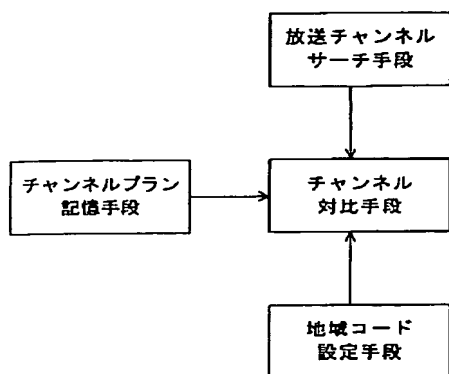 放送チャンネル
サーチ手段
チャンネルプラン
記憶手段
チャンネル
対比手段
地域コード
設定手段